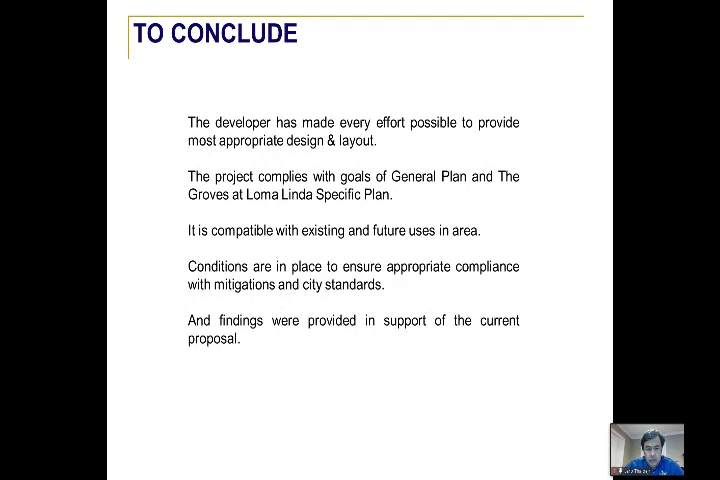 TO CONCLUDE
The developer has made every effort possible to provide
most appropriate design & layout.
The project complies with goals of General Plan and The
Groves at Loma Linda Specific Plan.
It is compatible with existing and future uses in area.
Conditions are in place to ensure appropriate compliance
with mitigations and city standards.
And findings were provided in support of the current
proposal.